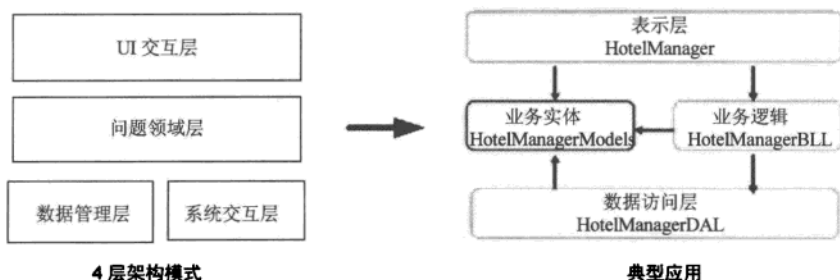 UI 交互层
问题领域层
数据管理层
系统交互层
4 层架构模式
表示层
HotelManager
业务实体
HotelManagerModels
业务逻辑
HotelManagerBLL
数据访问层
HotelManagerDAL
典型应用